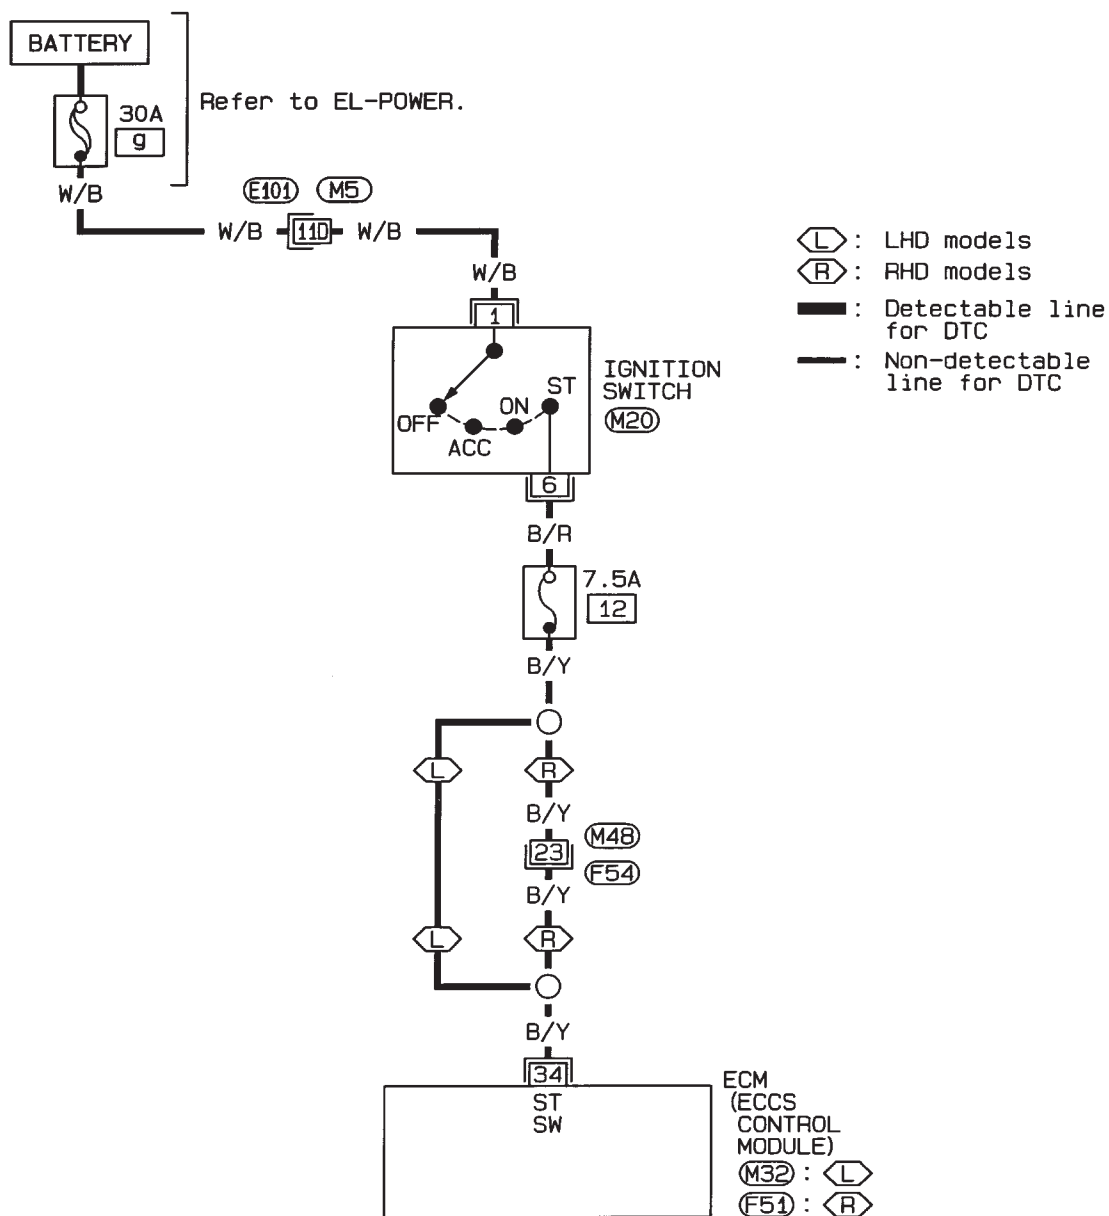 BATTERY
30A
g
Refer to EL-POWER.
W/B
E101
M5
W/B
11D
W/B
W/B
1
L : LHD models
R : RHD models
: Detectable line
for DTC
: Non-detectable
line for DTC
IGNITION
SWITCH
M20
ST
ON
OFF
ACC
6
B/R
7.5A
12
B/Y
L
R
B/Y
M48
23
F54
B/Y
L
R
B/Y
34
ST
SW
ECM
(ECCS
CONTROL
MODULE)
M32 : L
F51 : R